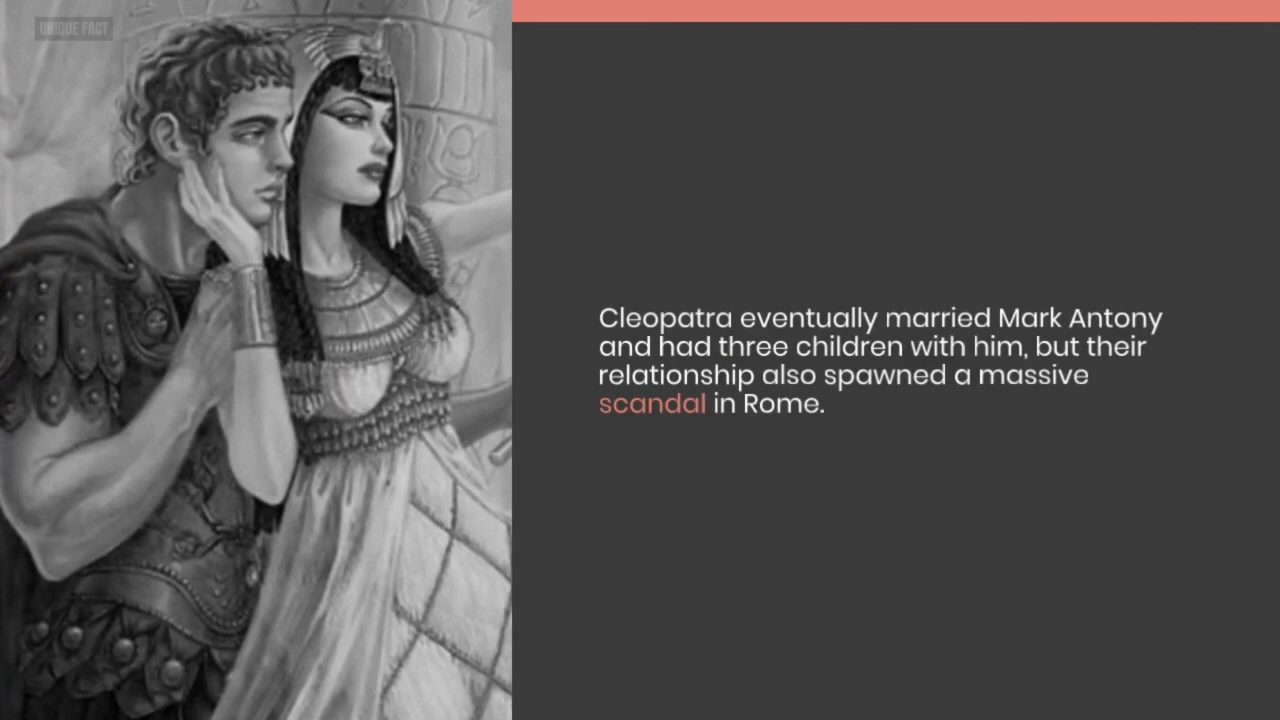 UNIQUE FACT
Cleopatra eventually married Mark Antony
and had three children with him, but their
relationship also spawned a massive
scandal in Rome.